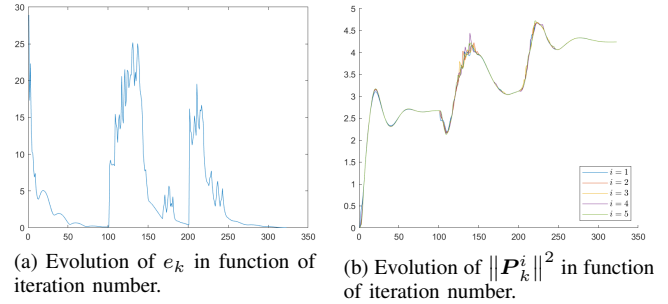 30
25
20
15
10
5
0
0 50 100 150 200 250 300 350
(a) Evolution of $e_k$ in function of
iteration number.
5
4.5
4
3.5
3
2.5
2
1.5
1
0.5
0
0 50 100 150 200 250 300 350
i = 1
i = 2
i = 3
i = 4
i = 5
(b) Evolution of $\|\boldsymbol{P}_k^i\|^2$ in function
of iteration number.